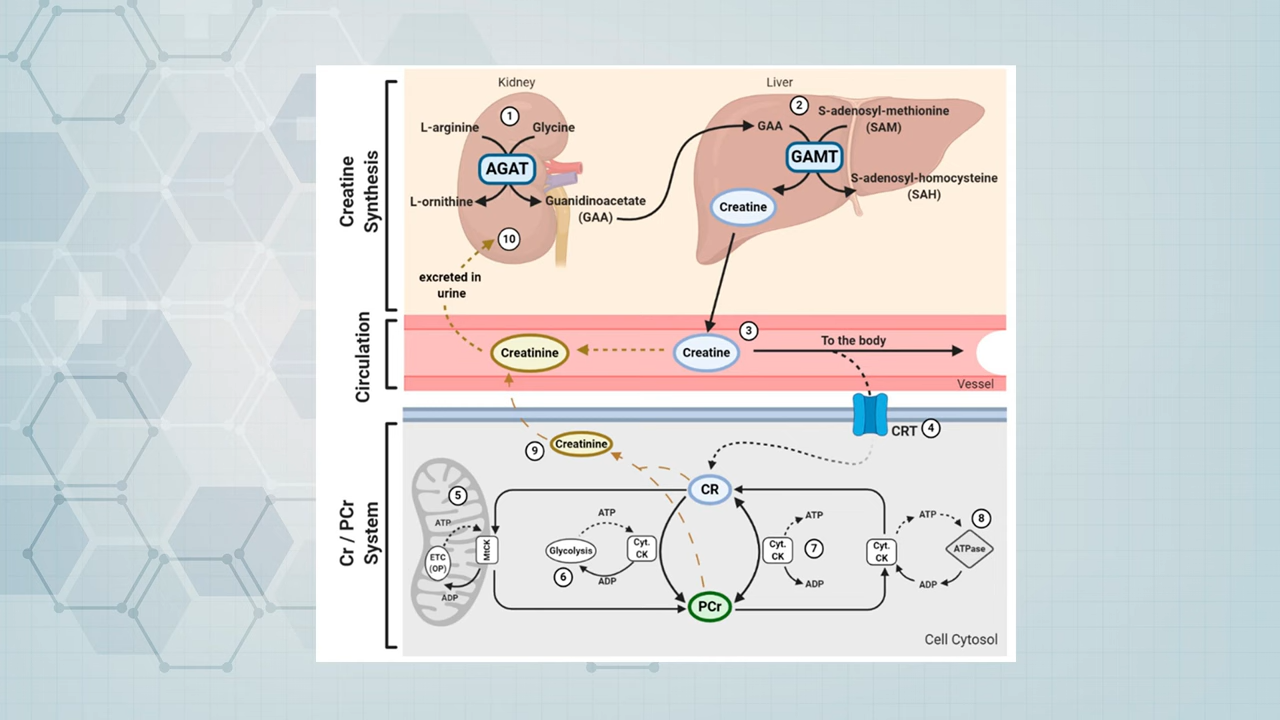 Creatine
Synthesis
Kidney
1
L-arginine
Glycine
AGAT
L-ornithine
Guanidinoacetate
(GAA)
10
excreted in
urine
Liver
2
S-adenosyl-methionine
(SAM)
GAA
GAMT
S-adenosyl-homocysteine
(SAH)
Creatine
Circulation
Creatinine
Creatine
3
To the body
Vessel
Cr / PCr
System
CRT
4
9
Creatinine
CR
5
ATP
ETC
(OP)
MtCK
ADP
ATP
Glycolysis
Cyt.
CK
6
ADP
Cyt.
CK
ATP
7
ADP
Cyt.
CK
ATP
8
ATPase
ADP
PCr
Cell Cytosol